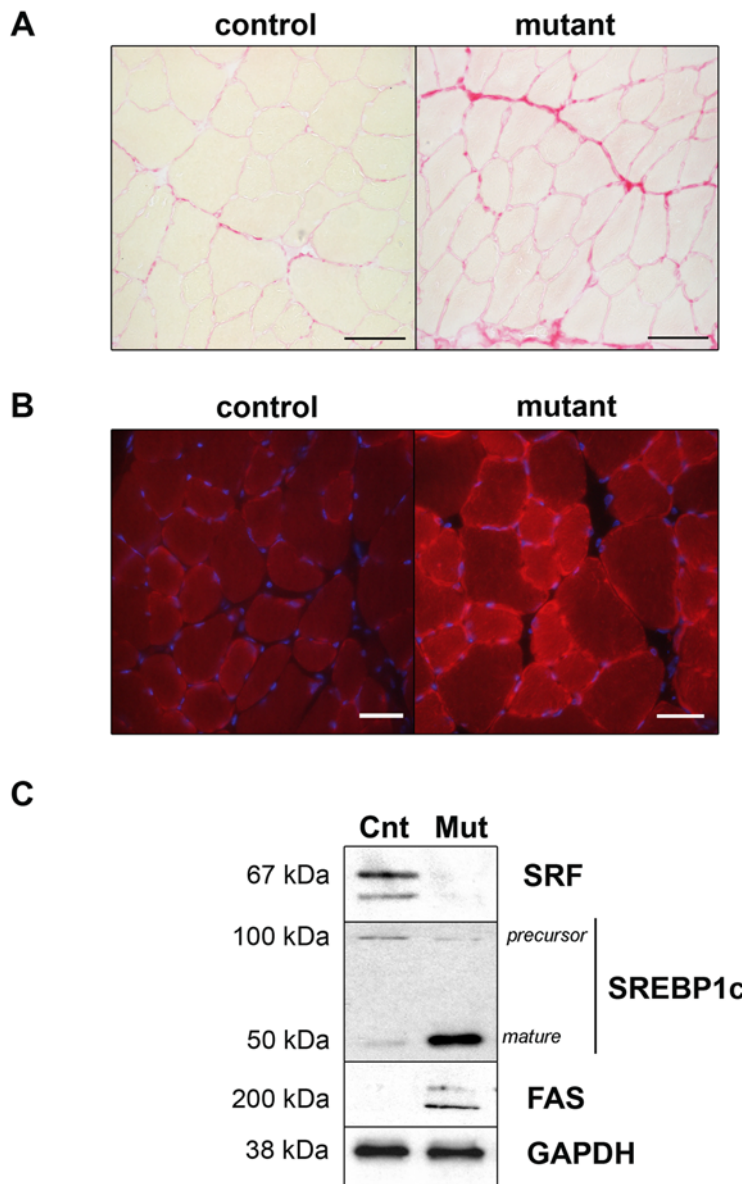 A
control mutant
B
control mutant
C
Cnt Mut
67 kDa SRF
100 kDa precursor
SREBP1c
50 kDa mature
200 kDa FAS
38 kDa GAPDH